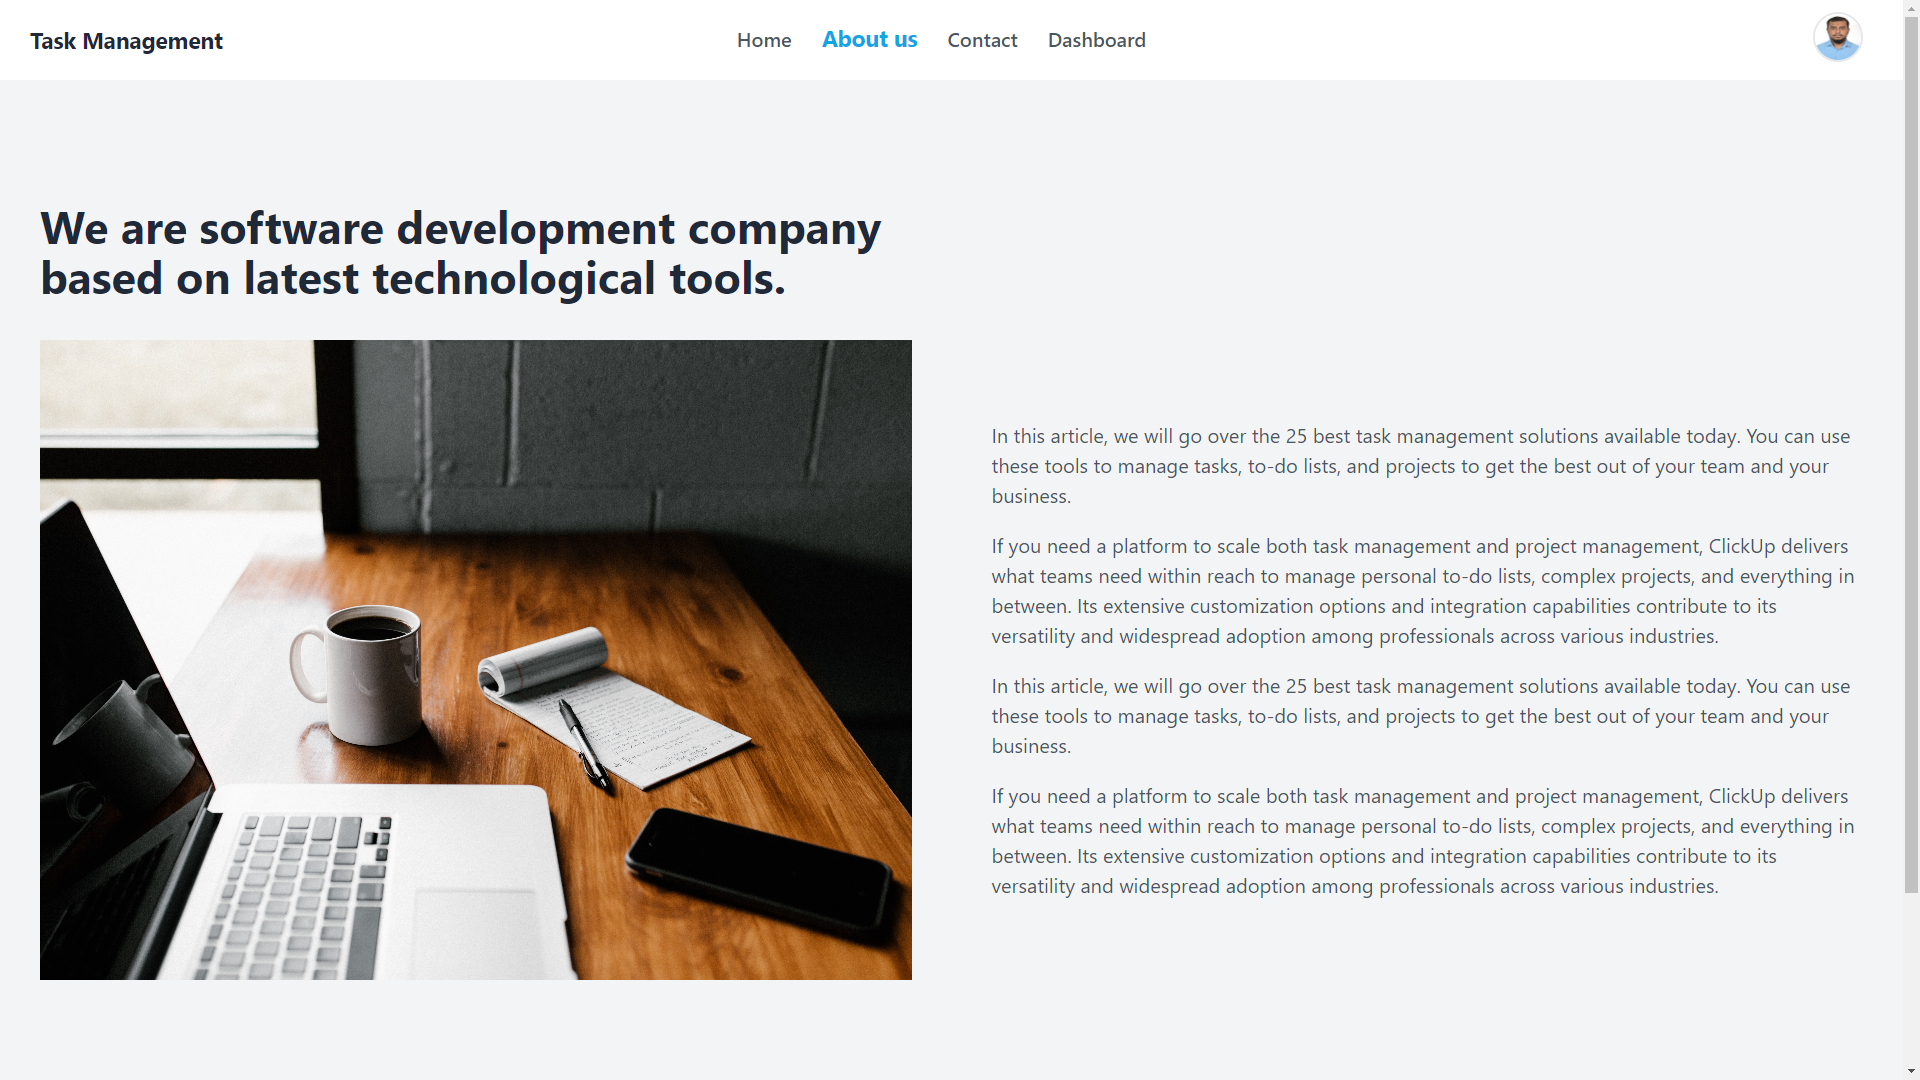 Task Management
Home
About us
Contact
Dashboard
We are software development company
based on latest technological tools.
In this article, we will go over the 25 best task management solutions available today. You can use
these tools to manage tasks, to-do lists, and projects to get the best out of your team and your
business.
If you need a platform to scale both task management and project management, ClickUp delivers
what teams need within reach to manage personal to-do lists, complex projects, and everything in
between. Its extensive customization options and integration capabilities contribute to its
versatility and widespread adoption among professionals across various industries.
In this article, we will go over the 25 best task management solutions available today. You can use
these tools to manage tasks, to-do lists, and projects to get the best out of your team and your
business.
If you need a platform to scale both task management and project management, ClickUp delivers
what teams need within reach to manage personal to-do lists, complex projects, and everything in
between. Its extensive customization options and integration capabilities contribute to its
versatility and widespread adoption among professionals across various industries.